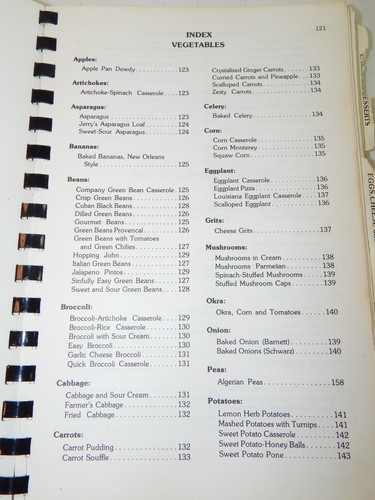 121
INDEX
VEGETABLES
Apples:
Apple Pan Dowdy...........123
Artichokes:
Artichoke-Spinach Casserole....123
Asparagus:
Asparagus.................123
Jerry's Asparagus Loaf........124
Sweet-Sour Asparagus........124
Bananas:
Baked Bananas, New Orleans
Style....................125
Beans:
Company Green Bean Casserole.125
Crisp Green Beans...........126
Cuban Black Beans..........128
Dilled Green Beans..........126
Gourmet Beans.............125
Green Beans Provencal.......126
Green Beans with Tomatoes
and Green Chilies..........127
Hopping John..............129
Italian Green Beans..........127
Jalapeno Pintos.............129
Sinfully Easy Green Beans.....127
Sweet and Sour Green Beans...128
Broccoli:
Broccoli-Artichoke Casserole....129
Broccoli-Rice Casserole.......130
Broccoli with Sour Cream......130
Easy Broccoli...............130
Garlic Cheese Broccoli........131
Quick Broccoli Casserole......131
Cabbage:
Cabbage and Sour Cream......131
Farmer's Cabbage...........132
Fried Cabbage..............132
Carrots:
Carrot Pudding.............132
Carrot Souffle..............133
Crystalized Ginger Carrots......133
Curried Carrots and Pineapple...133
Scalloped Carrots...........134
Zesty Carrots...............134
Celery:
Baked Celery...............134
Corn:
Corn Casserole.............135
Corn Monterey.............135
Squaw Corn...............135
Eggplant:
Eggplant Casserole..........136
Eggplant Pizza..............136
Louisiana Eggplant Casserole...137
Scalloped Eggplant..........136
Grits:
Cheese Grits...............137
Mushrooms:
Mushrooms in Cream.........138
Mushrooms Parmesan........138
Spinach-Stuffed Mushrooms....139
Stuffed Mushroom Caps.......139
Okra:
Okra, Corn and Tomatoes......140
Onion:
Baked Onions (Barnett)........139
Baked Onions (Schwarz).......140
Peas:
Algerian Peas...............158
Potatoes:
Lemon Herb Potatoes.........141
Mashed Potatoes with Turnips...141
Sweet Potato Casserole.......142
Sweet Potato-Honey Balls......142
Sweet Potato Pone..........143
DESSERTS
EGGS, CHEESE